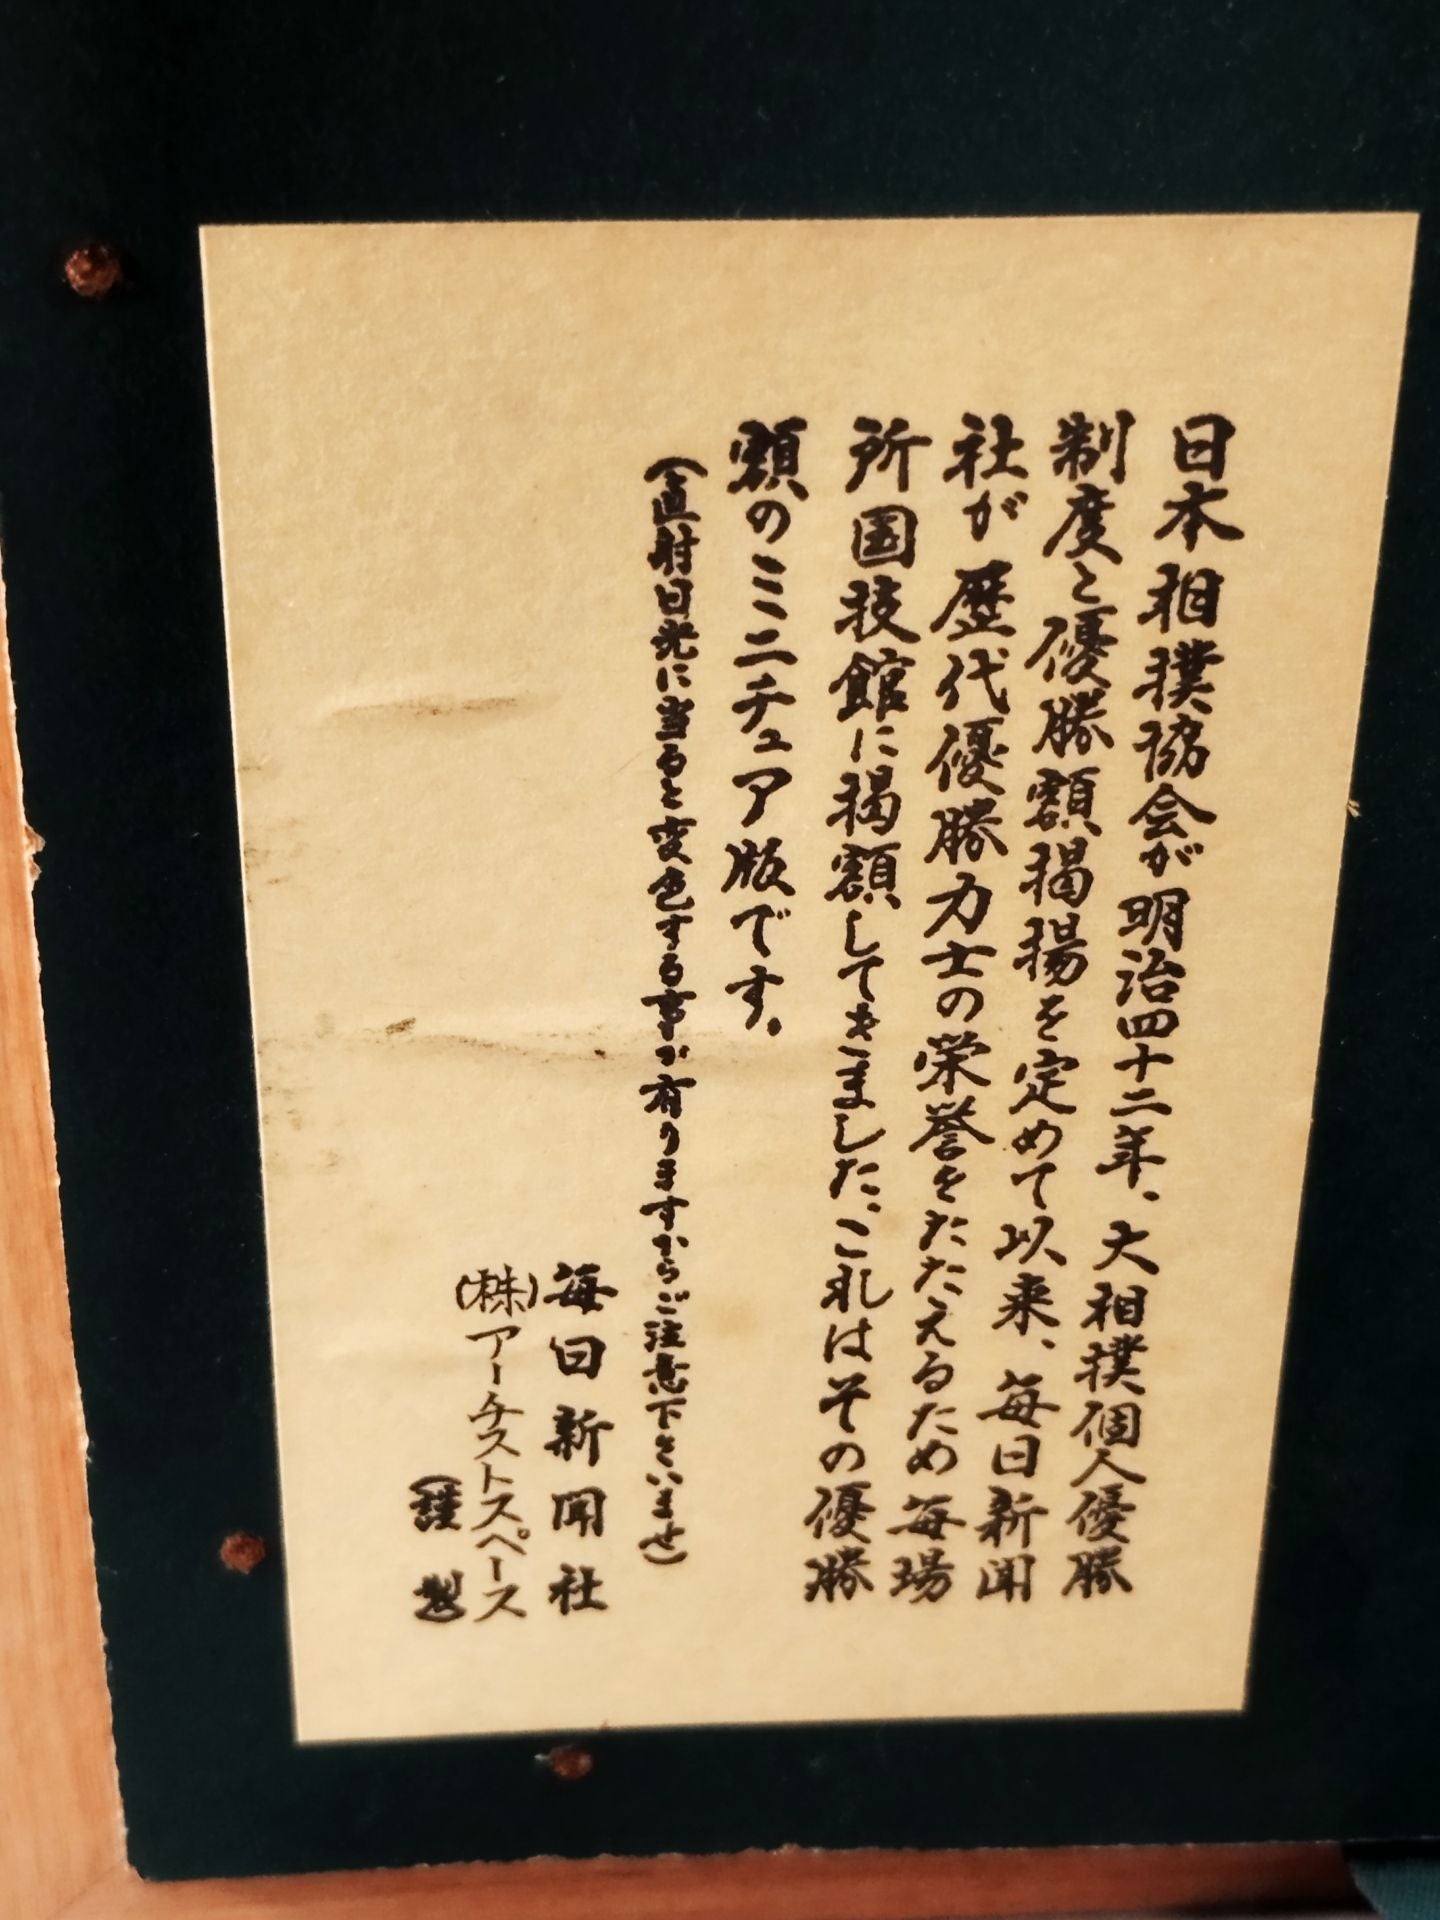 日本相撲協会が明治四十二年、大相撲個人優勝
制度と優勝額掲揚を定めて以来、毎日新聞
社が歴代優勝力士の栄誉をたたえるため毎場
所国技館に掲額してきました、これはその優勝
額のミニチュア版です。
(直射日光に当ると変色する事が有りますからご注意下さいませ)
毎日新聞社
(株)アーチストスペース
(謹製